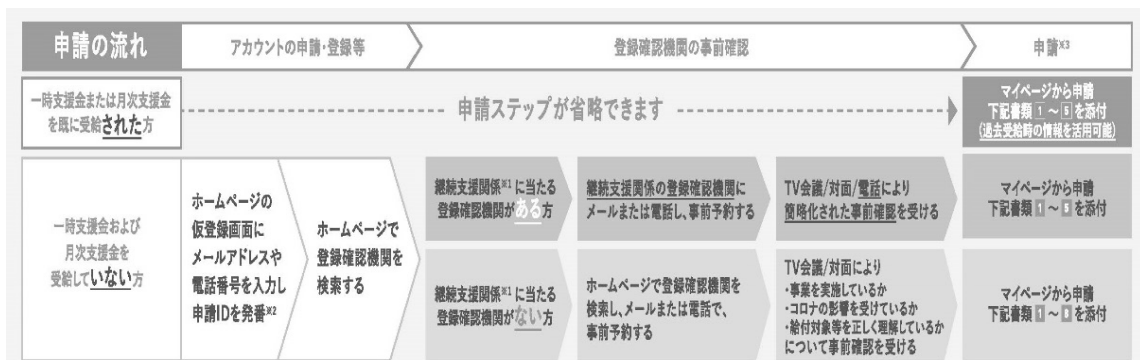 申請の流れ
アカウントの申請・登録等
登録確認機関の事前確認
申請※3
一時支援金または月次支援金
を既に受給された方
申請ステップが省略できます
マイページから申請
下記書類 1 ～ 5 を添付
(過去受給時の情報を活用可能)
一時支援金および
月次支援金を
受給していない方
ホームページの
仮登録画面に
メールアドレスや
電話番号を入力し
申請IDを発番※2
ホームページで
登録確認機関を
検索する
継続支援関係※1 に当たる
登録確認機関がある方
継続支援関係の登録確認機関に
メールまたは電話し、事前予約する
TV会議/対面/電話により
簡略化された事前確認を受ける
マイページから申請
下記書類 1 ～ 5 を添付
継続支援関係※1 に当たる
登録確認機関がない方
ホームページで登録確認機関を
検索し、メールまたは電話で、
事前予約する
TV会議/対面により
・事業を実施しているか
・コロナの影響を受けているか
・給付対象等を正しく理解しているか
について事前確認を受ける
マイページから申請
下記書類 1 ～ を添付